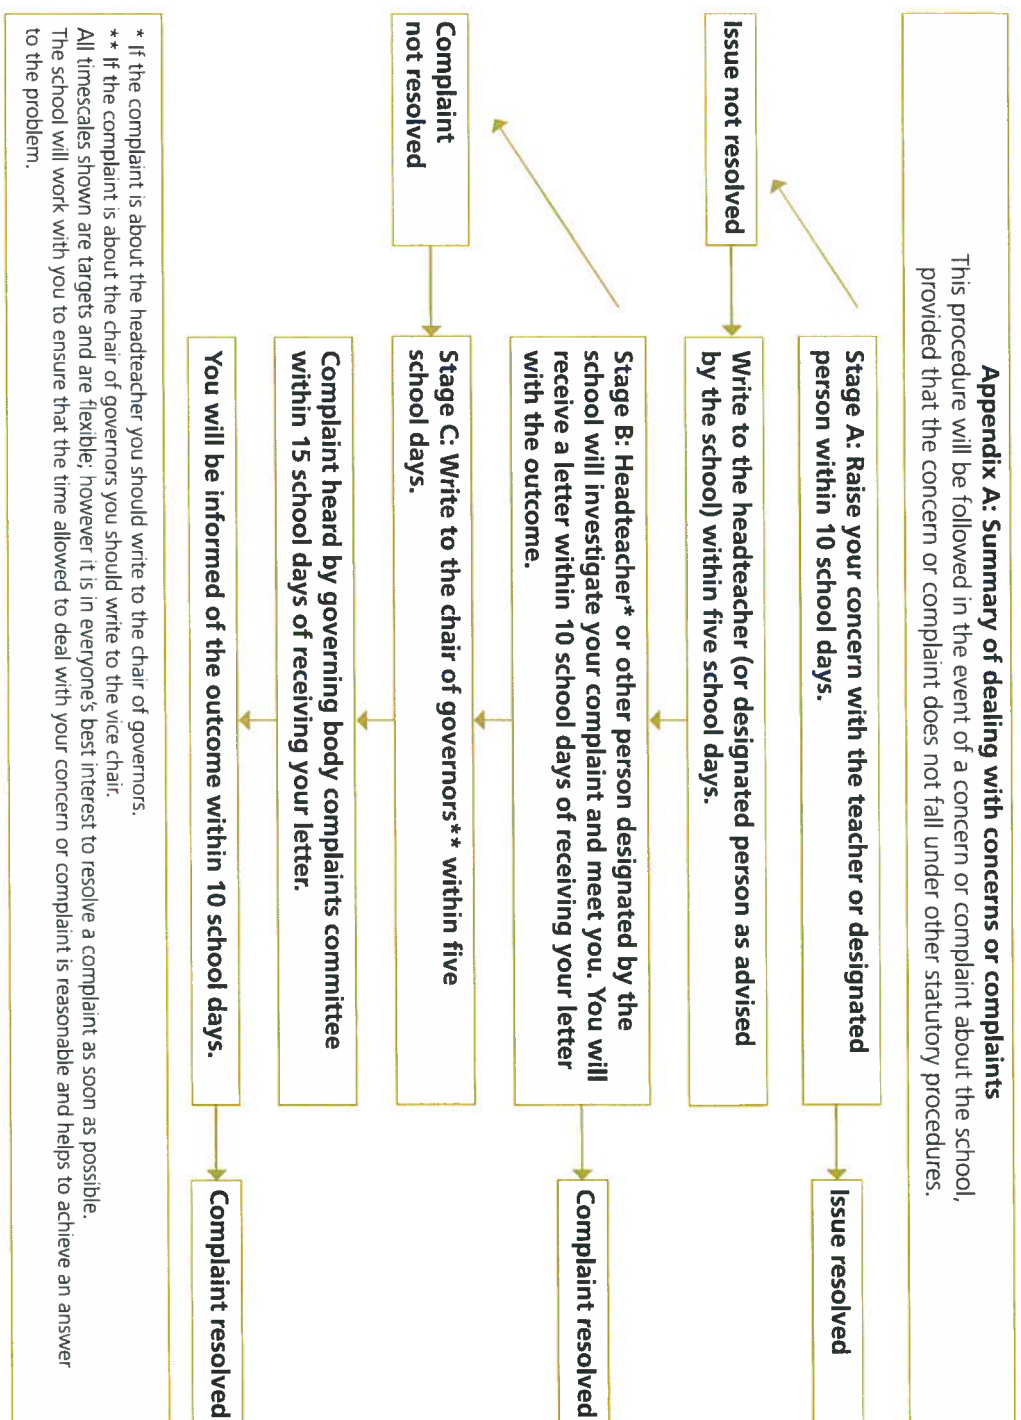 Appendix A: Summary of dealing with concerns or complaints
This procedure will be followed in the event of a concern or complaint about the school,
provided that the concern or complaint does not fall under other statutory procedures.
Stage A: Raise your concern with the teacher or designated
person within 10 school days.
Issue resolved
Issue not resolved
Write to the headteacher (or designated person as advised
by the school) within five school days.
Stage B: Headteacher* or other person designated by the
school will investigate your complaint and meet you. You will
receive a letter within 10 school days of receiving your letter
with the outcome.
Complaint resolved
Complaint
not resolved
Stage C: Write to the chair of governors** within five
school days.
Complaint heard by governing body complaints committee
within 15 school days of receiving your letter.
You will be informed of the outcome within 10 school days.
Complaint resolved
* If the complaint is about the headteacher you should write to the chair of governors.
** If the complaint is about the chair of governors you should write to the vice chair.
All timescales shown are targets and are flexible; however it is in everyone's best interest to resolve a complaint as soon as possible.
The school will work with you to ensure that the time allowed to deal with your concern or complaint is reasonable and helps to achieve an answer
to the problem.